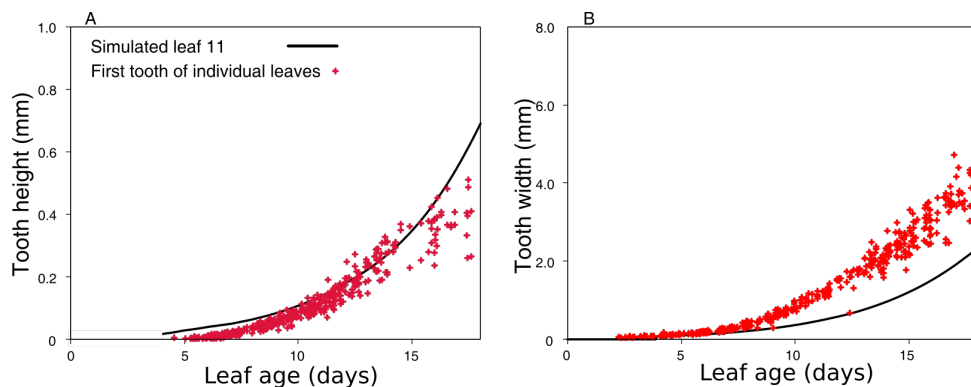 A
Simulated leaf 11
First tooth of individual leaves
Tooth height (mm)
1.0
0.8
0.6
0.4
0.2
0
0 5 10 15
Leaf age (days)
B
Tooth width (mm)
8.0
6.0
4.0
2.0
0
0 5 10 15
Leaf age (days)